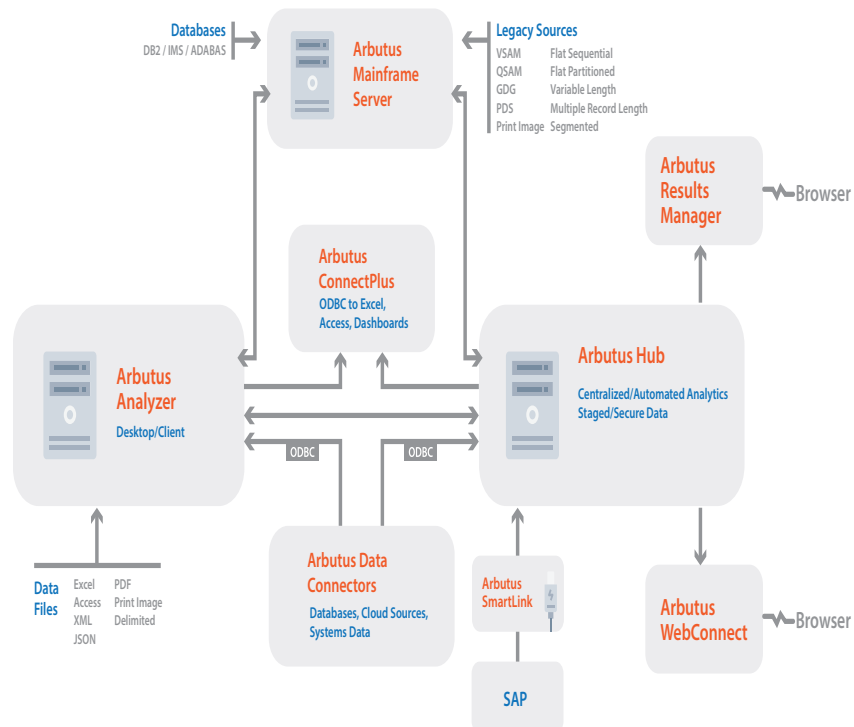 Databases
DB2 / IMS / ADABAS
Arbutus
Mainframe
Server
Legacy Sources
VSAM Flat Sequential
QSAM Flat Partitioned
GDG Variable Length
PDS Multiple Record Length
Print Image Segmented
Arbutus
Results
Manager
Browser
Arbutus
ConnectPlus
ODBC to Excel,
Access, Dashboards
Arbutus
Analyzer
Desktop/Client
Arbutus Hub
Centralized/Automated Analytics
Staged/Secure Data
ODBC
ODBC
Data
Files
Excel PDF
Access Print Image
XML Delimited
JSON
Arbutus Data
Connectors
Databases, Cloud Sources,
Systems Data
Arbutus
SmartLink
SAP
Arbutus
WebConnect
Browser